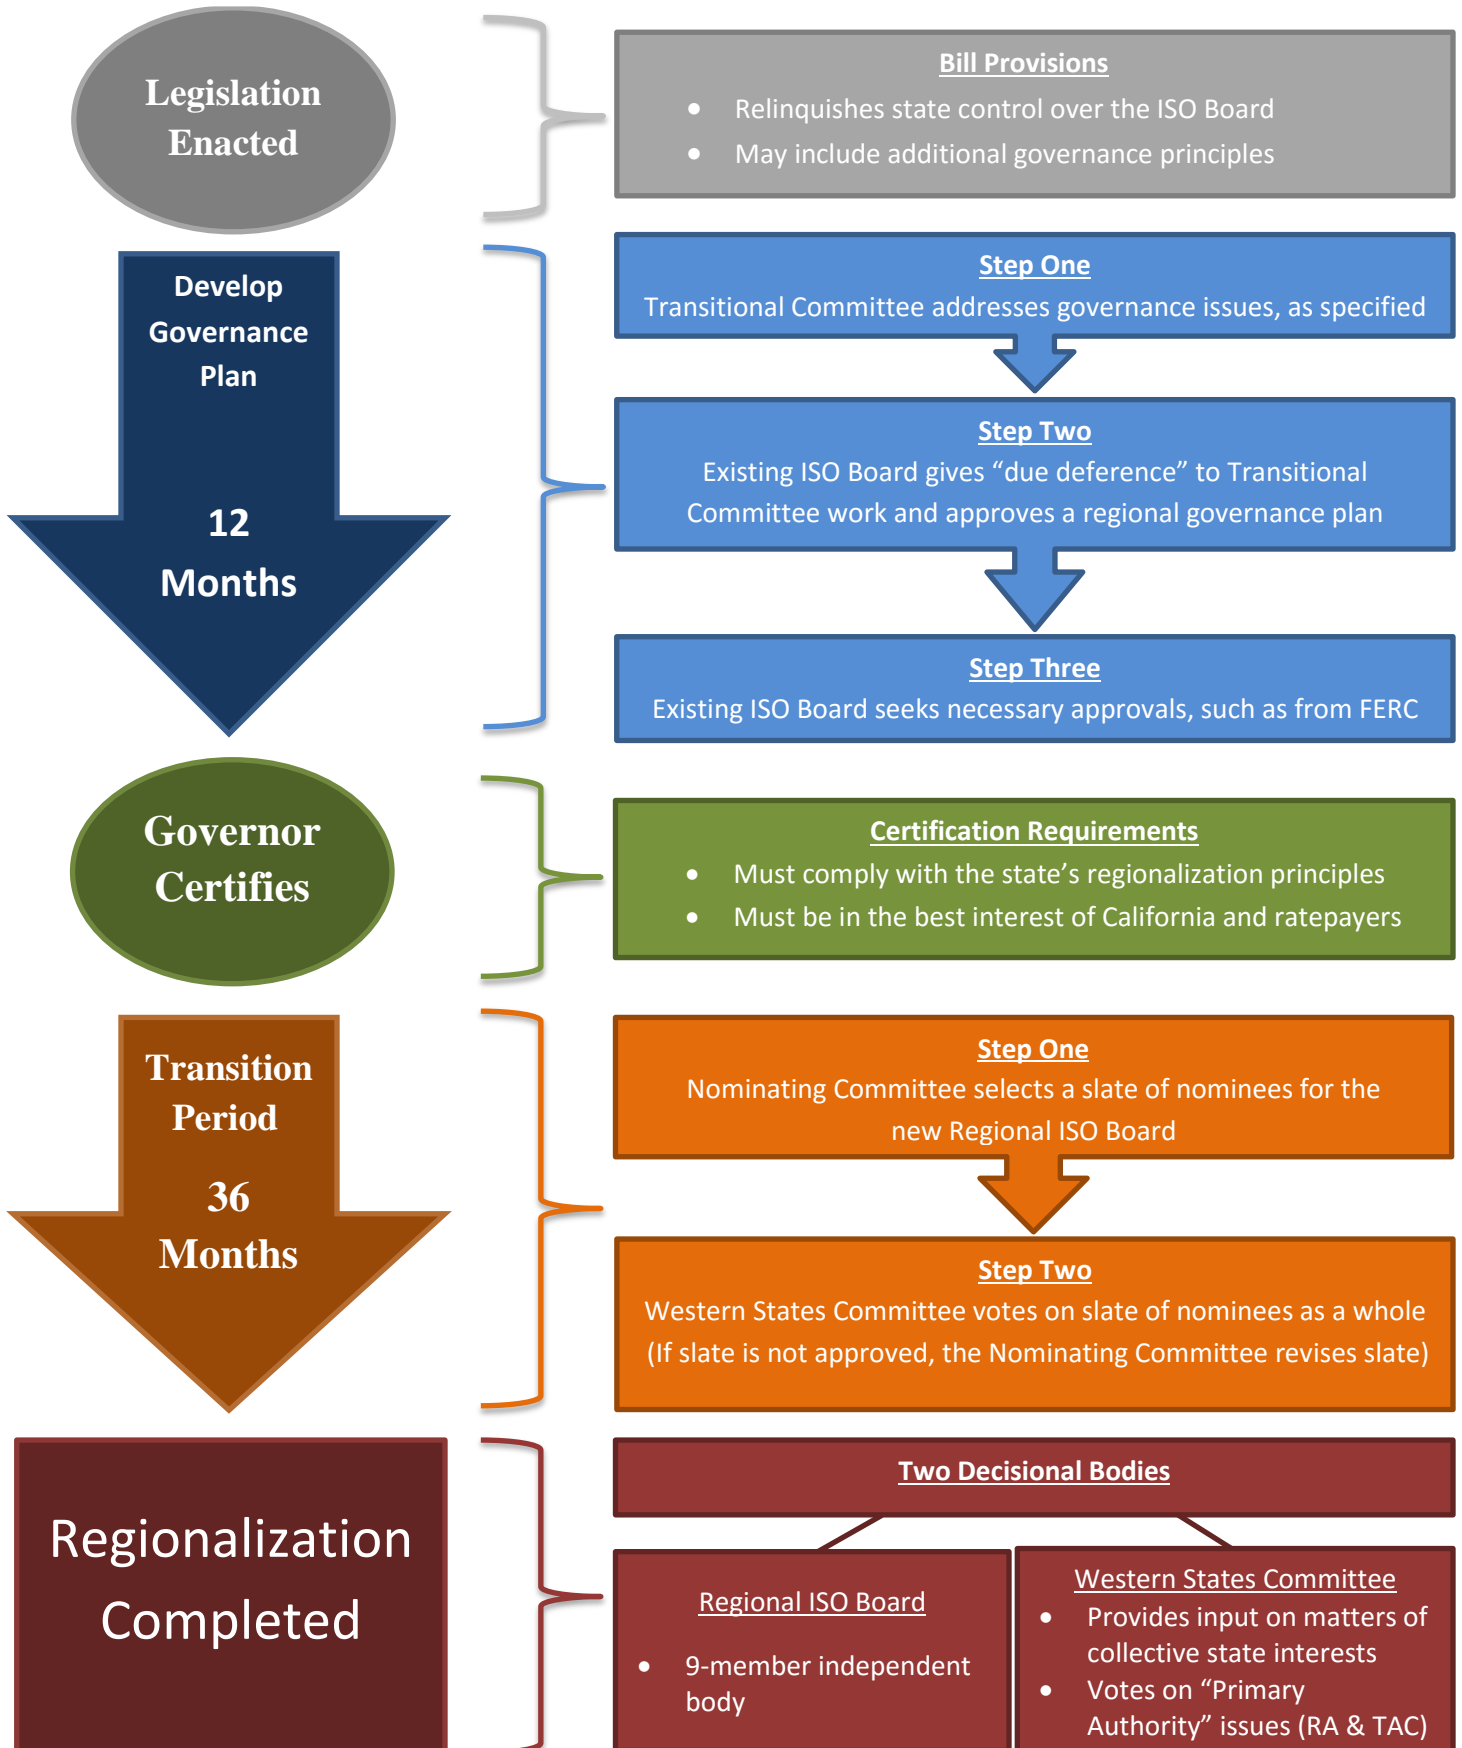 Legislation
Enacted
Bill Provisions
• Relinquishes state control over the ISO Board
• May include additional governance principles
Develop
Governance
Plan
12
Months
Step One
Transitional Committee addresses governance issues, as specified
Step Two
Existing ISO Board gives “due deference” to Transitional
Committee work and approves a regional governance plan
Step Three
Existing ISO Board seeks necessary approvals, such as from FERC
Governor
Certifies
Certification Requirements
• Must comply with the state’s regionalization principles
• Must be in the best interest of California and ratepayers
Transition
Period
36
Months
Step One
Nominating Committee selects a slate of nominees for the
new Regional ISO Board
Step Two
Western States Committee votes on slate of nominees as a whole
(If slate is not approved, the Nominating Committee revises slate)
Regionalization
Completed
Two Decisional Bodies
Regional ISO Board
• 9-member independent
body
Western States Committee
• Provides input on matters of
collective state interests
• Votes on “Primary
Authority” issues (RA & TAC)